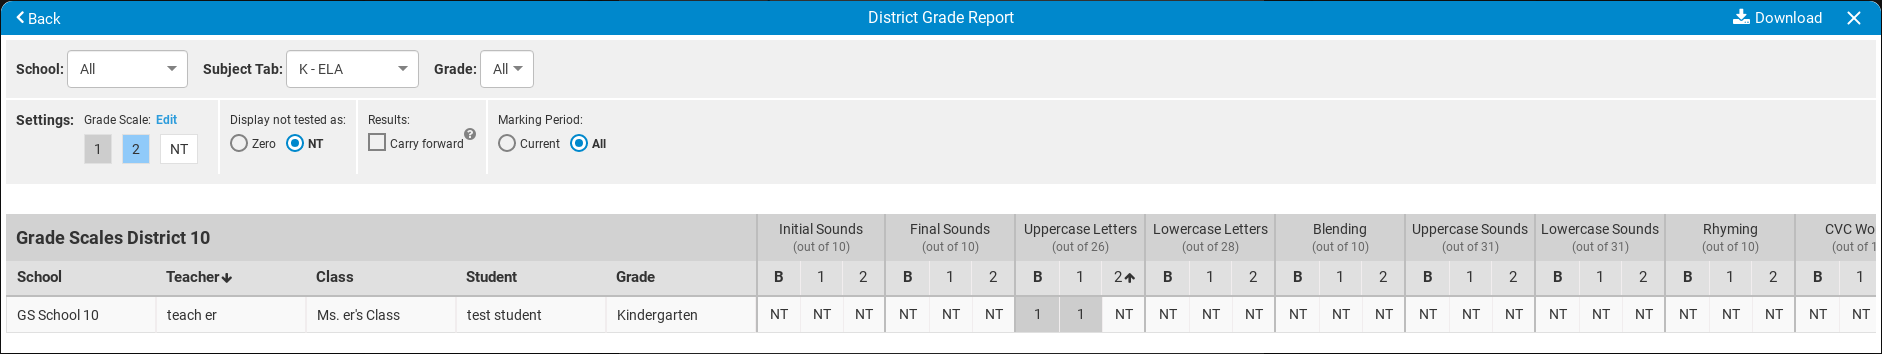 Back District Grade Report Download
School: All Subject Tab: K - ELA Grade: All
Settings: Grade Scale: Edit Display not tested as: Results: Marking Period:
1 2 NT Zero NT Carry forward ? Current All
Grade Scales District 10 Initial Sounds Final Sounds Uppercase Letters Lowercase Letters Blending Uppercase Sounds Lowercase Sounds Rhyming CVC Wo
(out of 10) (out of 10) (out of 26) (out of 28) (out of 10) (out of 31) (out of 31) (out of 10) (out of 1
School Teacher Class Student Grade B 1 2 B 1 2 B 1 2 B 1 2 B 1 2 B 1 2 B 1 2 B 1 2 B 1
GS School 10 teach er Ms. er's Class test student Kindergarten NT NT NT NT NT NT 1 1 NT NT NT NT NT NT NT NT NT NT NT NT NT NT NT NT NT NT